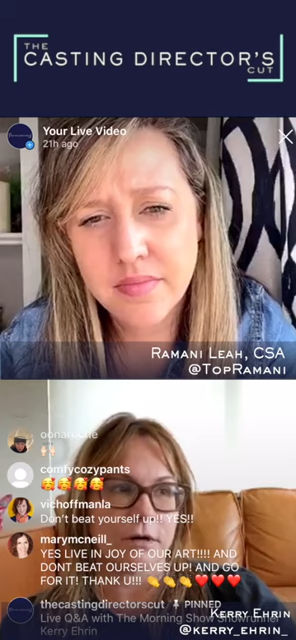 THE
CASTING DIRECTOR'S
CUT
Your Live Video
21h ago
RAMANI LEAH, CSA
@TOPRAMANI
oonaroche
comfycozypants
vichoffmanla
Don't beat yourself up!! YES!!
marymcneill_
YES LIVE IN JOY OF OUR ART!!!! AND
DONT BEAT OURSELVES UP! AND GO
FOR IT! THANK U!!! 👏👏👏❤️❤️❤️
thecastingdirectorscut PINNED
Live Q&A with The Morning Show Showrunner
Kerry Ehrin
KERRY EHRIN
@KERRY_EHRIN_